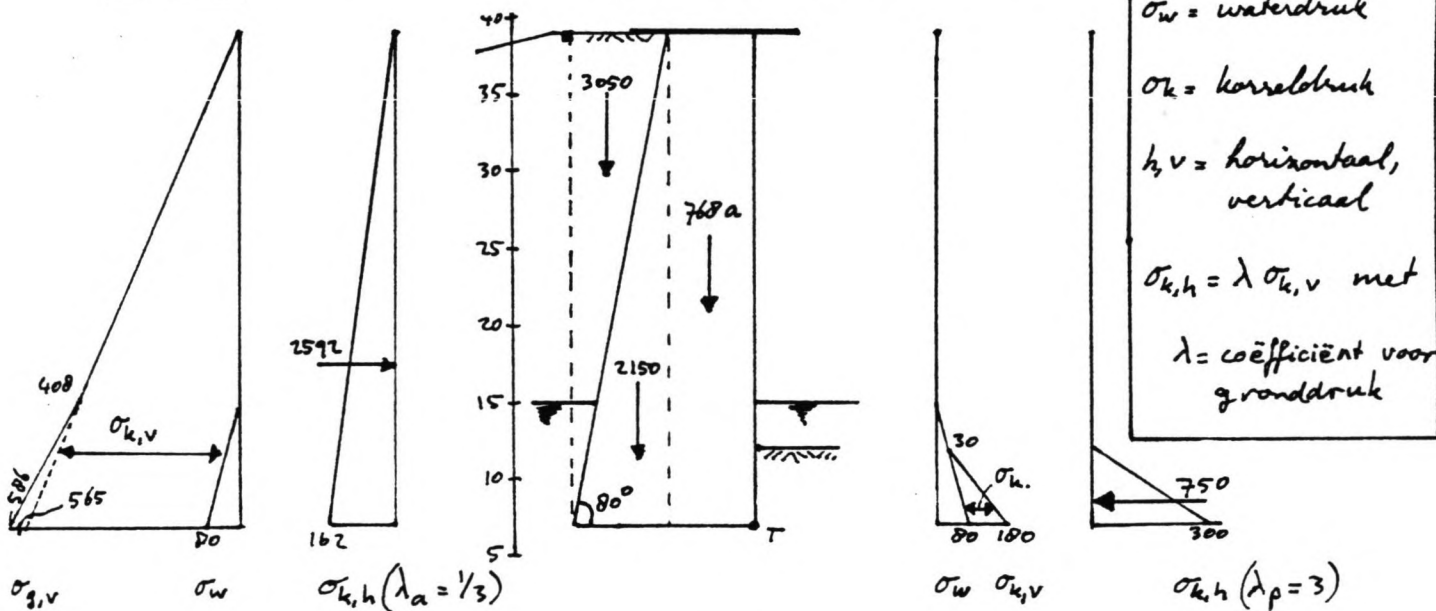 σw = waterdruk
σk = korreldruk
h,v = horizontaal,
verticaal
σk,h = λ σk,v met
λ = coëfficiënt voor
gronddruk
408
σk,v
586
565
80
σg,v
σw
2592
162
σk,h (λa = 1/3)
40
35
30
25
20
15
10
5
3050
768a
2150
80°
T
30
σk.
80
180
σw
σk,v
750
300
σk,h (λp = 3)